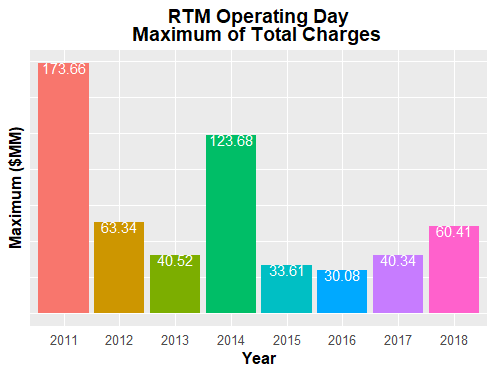 RTM Operating Day
Maximum of Total Charges
Maximum ($MM)
173.66
63.34
40.52
123.68
33.61
30.08
40.34
60.41
2011 2012 2013 2014 2015 2016 2017 2018
Year